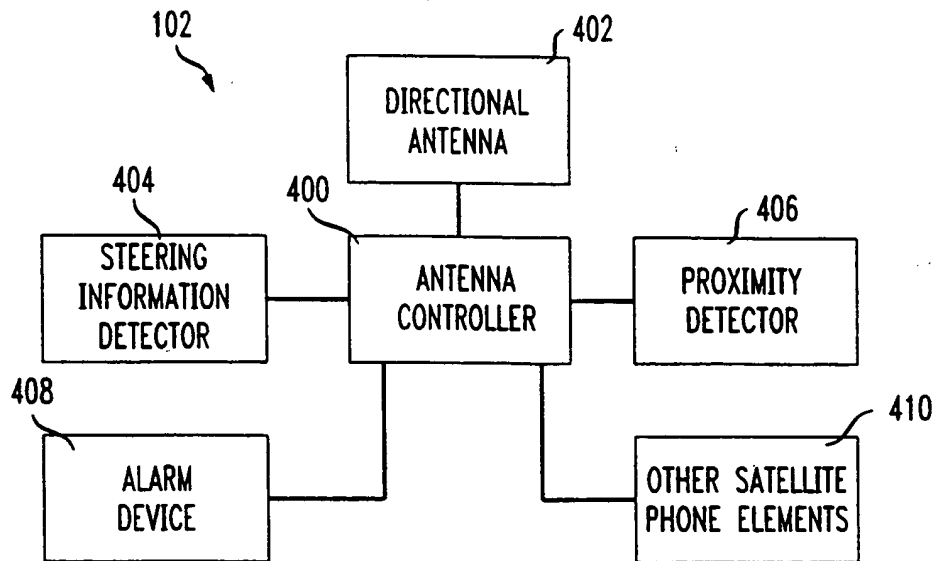 102
402
DIRECTIONAL
ANTENNA
404
400
406
STEERING
INFORMATION
DETECTOR
ANTENNA
CONTROLLER
PROXIMITY
DETECTOR
408
410
ALARM
DEVICE
OTHER SATELLITE
PHONE ELEMENTS